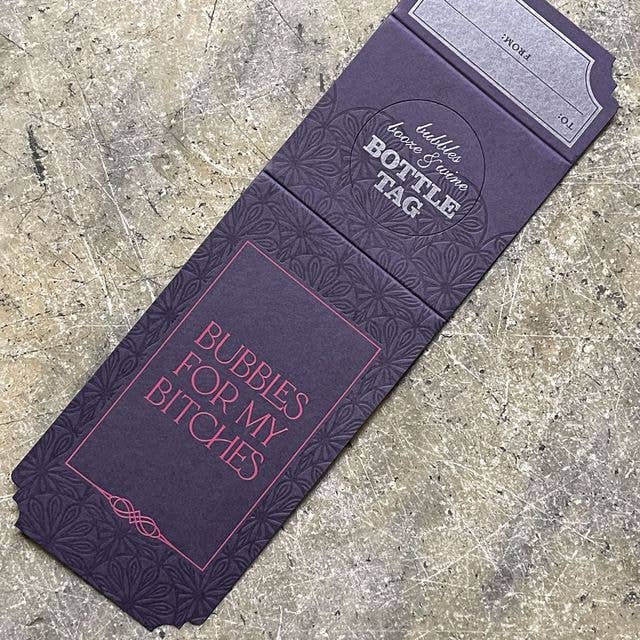 TO:
FROM:
bubbles
booze & wine
BOTTLE
TAG
BUBBLES
FOR MY
BITCHES